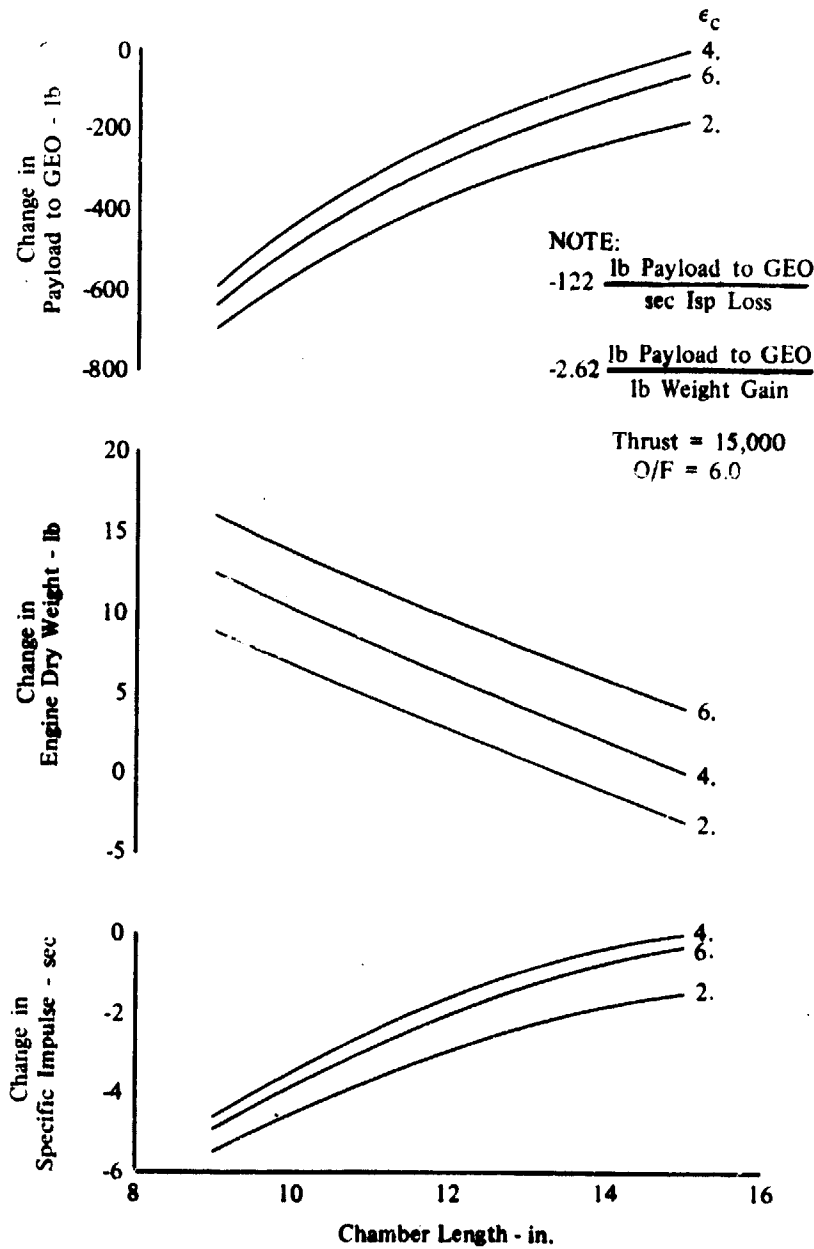 εc
0
4.
6.
-200
2.
-400
-600
-800
Change in
Payload to GEO - lb
NOTE:
-122 lb Payload to GEO
sec Isp Loss
-2.62 lb Payload to GEO
lb Weight Gain
Thrust = 15,000
O/F = 6.0
20
15
10
5
0
-5
Change in
Engine Dry Weight - lb
6.
4.
2.
0
-2
-4
-6
Change in
Specific Impulse - sec
4.
6.
2.
8 10 12 14 16
Chamber Length - in.